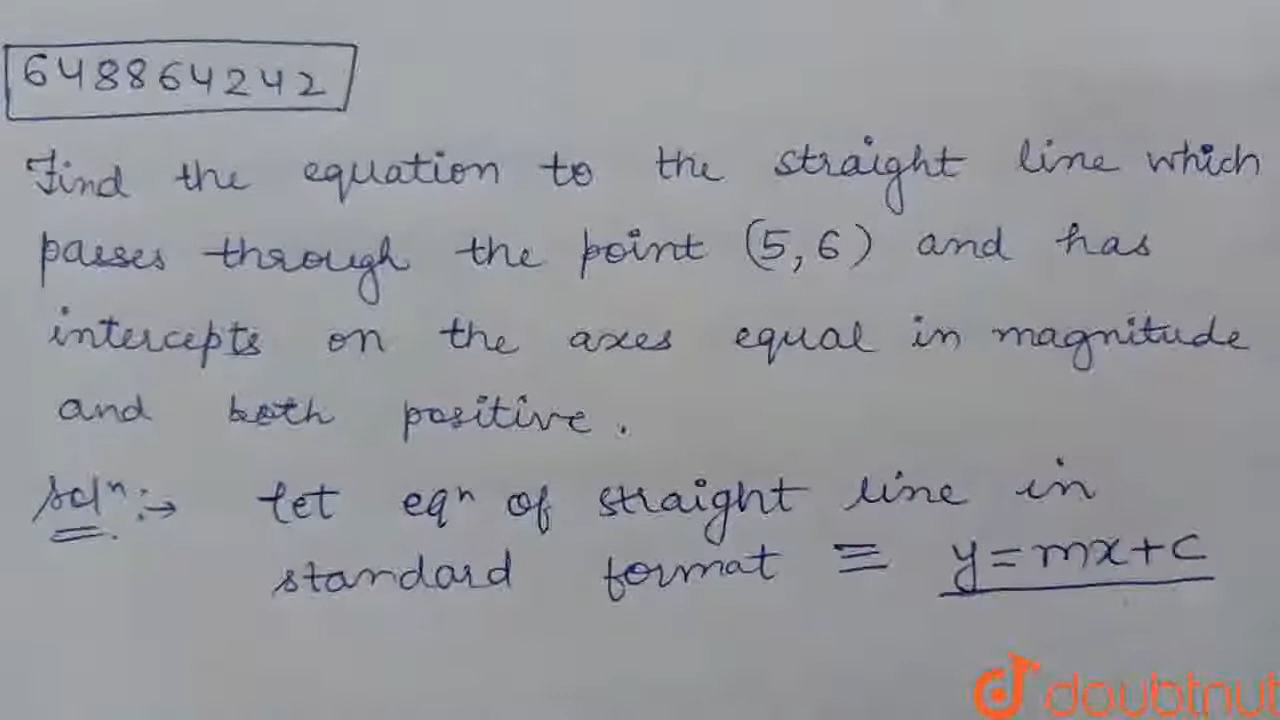 648864242
Find the equation to the straight line which
passes through the point (5,6) and has
intercepts on the axes equal in magnitude
and both positive.
Solⁿ:→ Let eqⁿ of straight line in
standard format ≡ y=mx+c
doubtnut